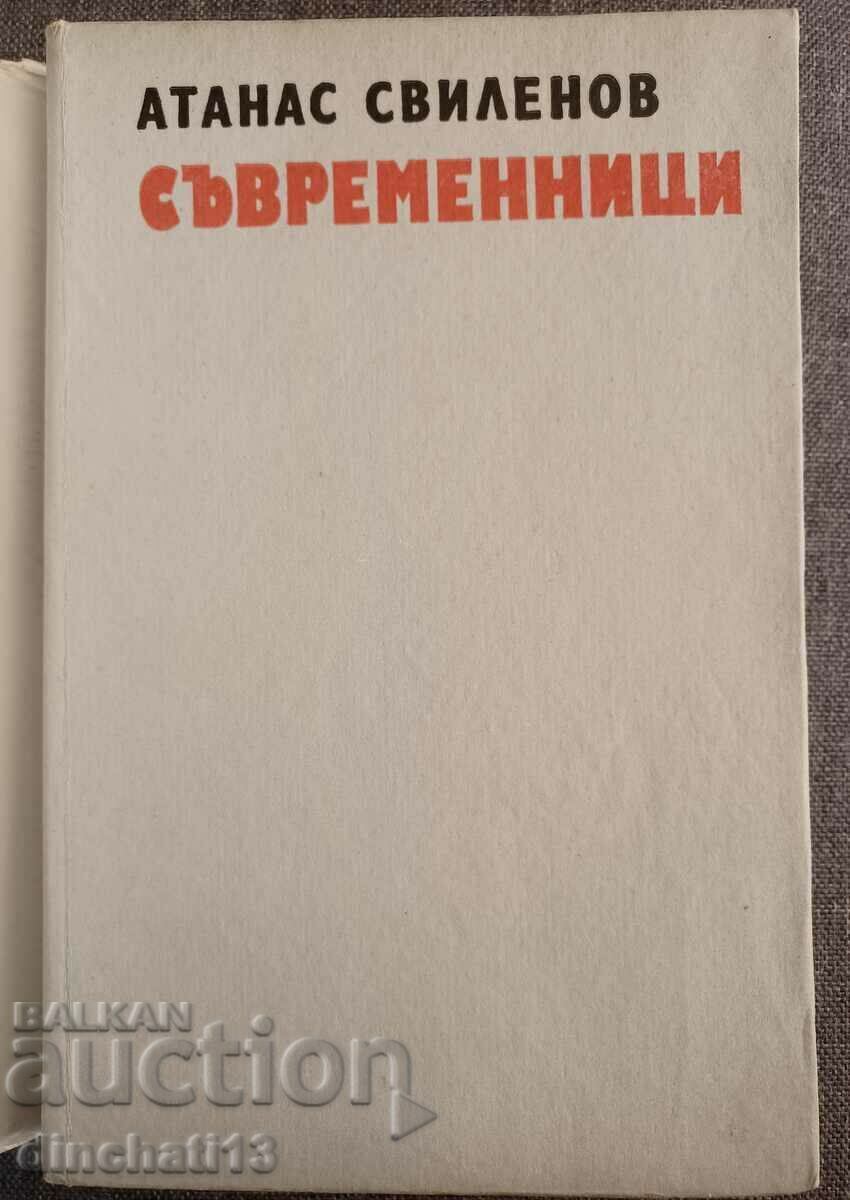 АТАНАС СВИЛЕНОВ
СЪВРЕМЕННИЦИ
BALKAN
auction
dinchati13